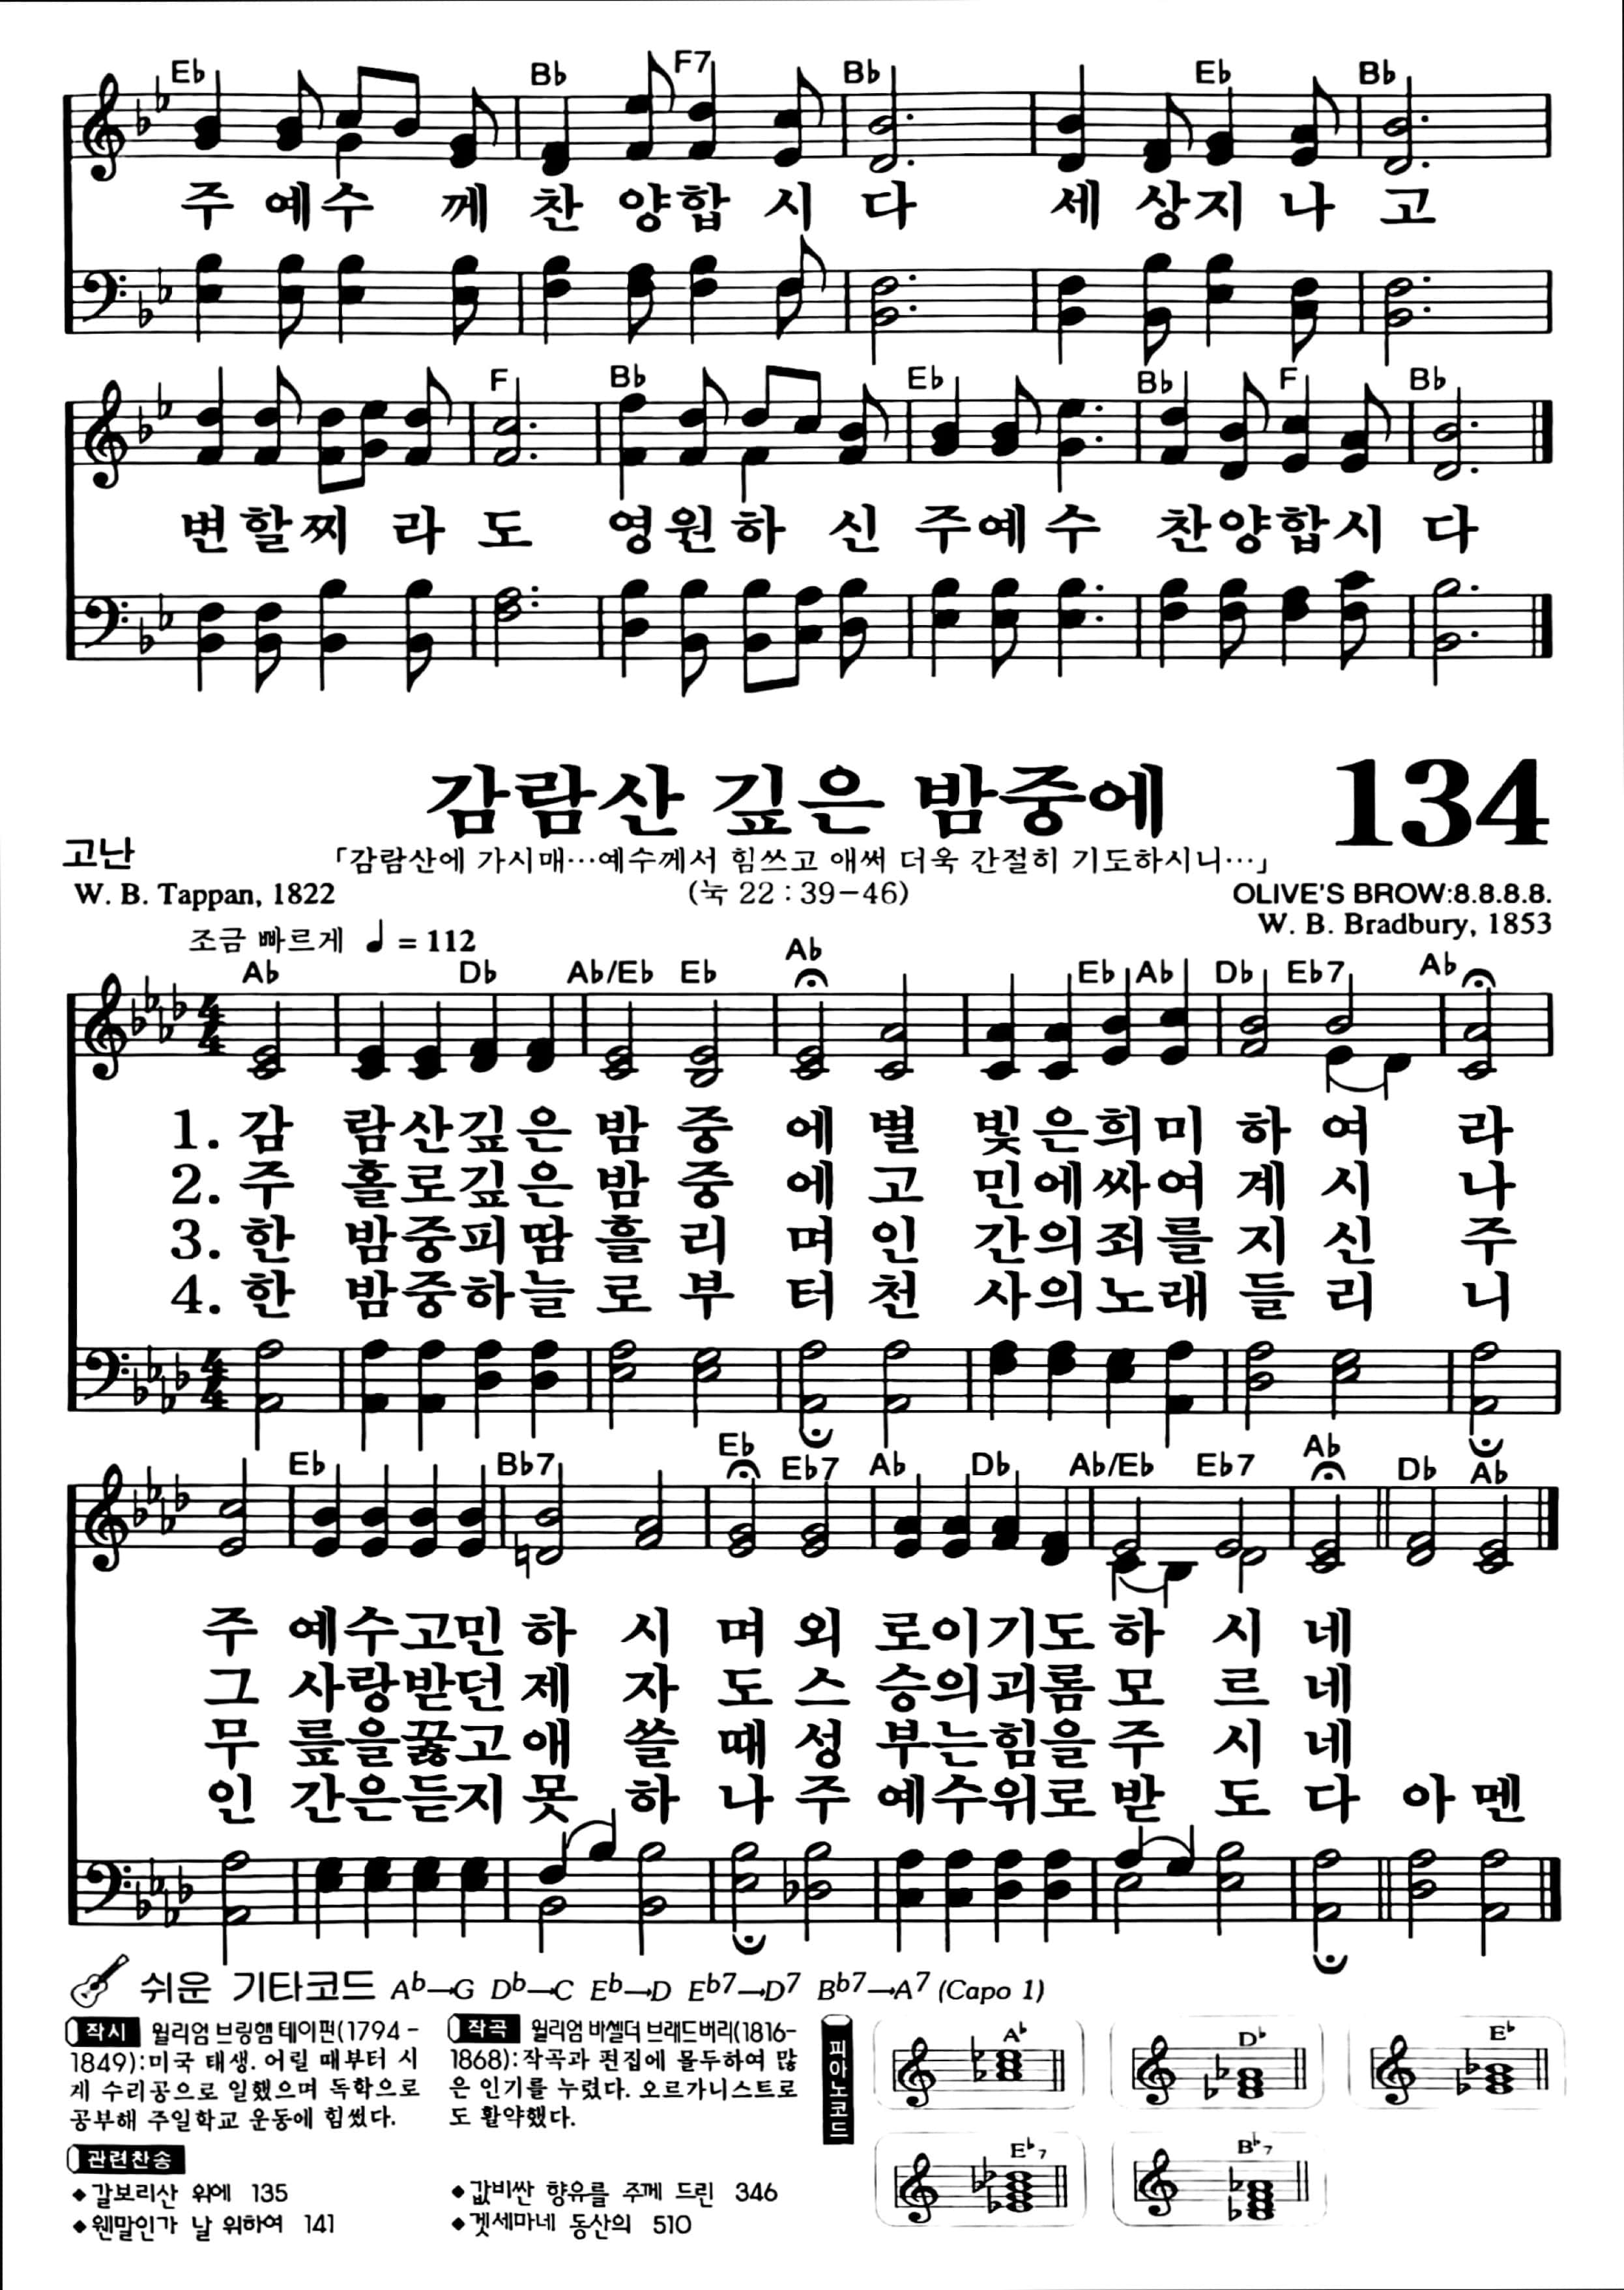 Eb Bb F7 Bb Eb Bb
주 예수 께 찬 양합 시 다 세 상지 나 고
F Bb Eb Bb F Bb
변할찌 라 도 영원하 신 주예 수 찬양합시 다
감람산 깊은 밤중에 134
고난
「감람산에 가시매…예수께서 힘쓰고 애써 더욱 간절히 기도하시니…」
W. B. Tappan, 1822 (눅 22 : 39-46) OLIVE'S BROW:8.8.8.8.
W. B. Bradbury, 1853
조금 빠르게 ♩ = 112
Ab Db Ab/Eb Eb Ab Eb Ab Db Eb7 Ab
1. 감 람산깊은 밤 중 에 별 빛은희미 하 여 라
2. 주 홀로깊은 밤 중 에 고 민에싸여 계 시 나
3. 한 밤중피땀 흘 리 며 인 간의죄를 지 신 주
4. 한 밤중하늘 로 부 터 천 사의노래 들 리 니
Eb Bb7 Eb Eb7 Ab Db Ab/Eb Eb7 Ab Db Ab
주 예수고민 하 시 며 외 로이기도 하 시 네
그 사랑받던 제 자 도 스 승의괴롬 모 르 네
무 릎을꿇고 애 쓸 때 성 부는힘을 주 시 네
인 간은듣지 못 하 나 주 예수위로 받 도 다 아 멘
쉬운 기타코드 Ab→G Db→C Eb→D Eb7→D7 Bb7→A7 (Capo 1)
작시 윌리엄 브링햄 테이펀(1794-
1849):미국 태생. 어릴 때부터 시
계 수리공으로 일했으며 독학으로
공부해 주일학교 운동에 힘썼다.
작곡 윌리엄 바셀더 브래드버리(1816-
1868):작곡과 편집에 몰두하여 많
은 인기를 누렸다. 오르가니스트로
도 활약했다.
피아노코드
Ab Db Eb
Eb7 Bb7
관련찬송
◆갈보리산 위에 135
◆웬말인가 날 위하여 141
◆값비싼 향유를 주께 드린 346
◆겟세마네 동산의 510